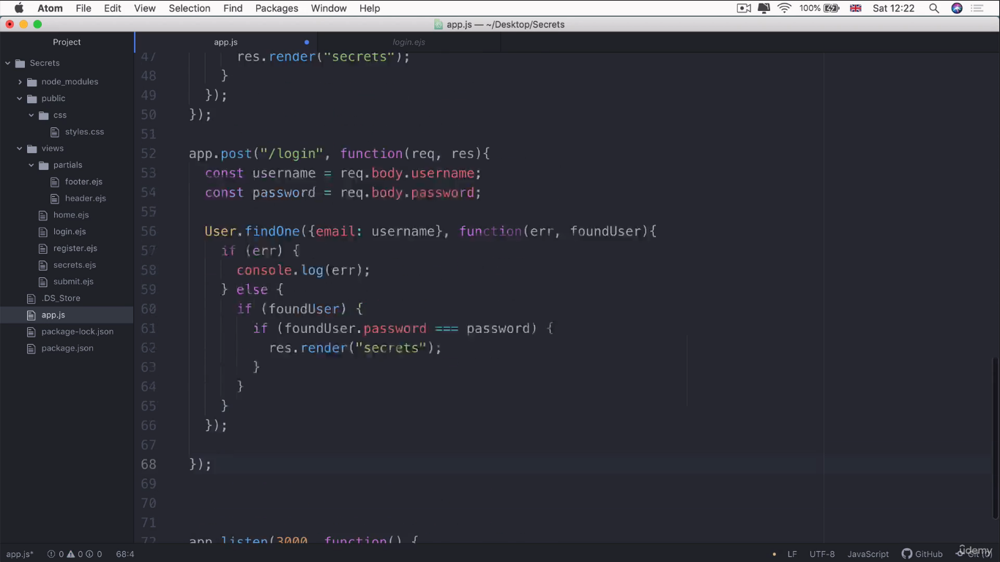 Atom File Edit View Selection Find Packages Window Help 100% Sat 12:22
app.js — ~/Desktop/Secrets
Project app.js login.ejs
Secrets
node_modules
public
css
styles.css
views
partials
footer.ejs
header.ejs
home.ejs
login.ejs
register.ejs
secrets.ejs
submit.ejs
.DS_Store
app.js
package-lock.json
package.json
47 res.render("secrets");
48 }
49 });
50 });
51
52 app.post("/login", function(req, res){
53 const username = req.body.username;
54 const password = req.body.password;
55
56 User.findOne({email: username}, function(err, foundUser){
57 if (err) {
58 console.log(err);
59 } else {
60 if (foundUser) {
61 if (foundUser.password === password) {
62 res.render("secrets");
63 }
64 }
65 }
66 });
67
68 });
69
70
71
72 app.listen(3000, function() {
app.js* 0 0 0 68:4 LF UTF-8 JavaScript GitHub Git (0)
udemy